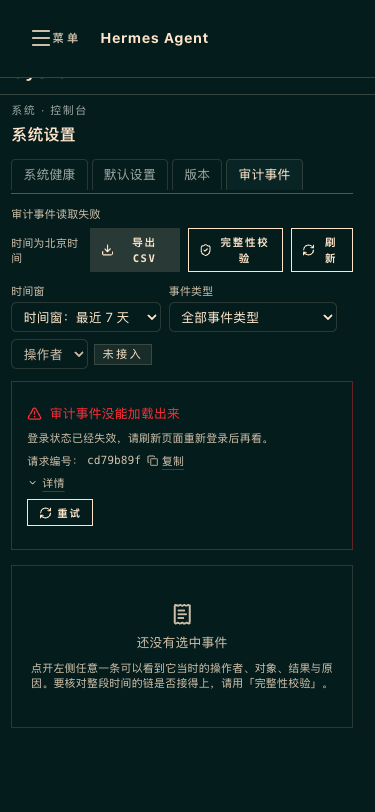 菜单
Hermes Agent
系统 · 控制台
系统设置
系统健康
默认设置
版本
审计事件
审计事件读取失败
时间为北京时
间
导出
CSV
完整性校
验
刷
新
时间窗
事件类型
时间窗：最近 7 天
全部事件类型
操作者
未接入
审计事件没能加载出来
登录状态已经失效，请刷新页面重新登录后再看。
请求编号： cd79b89f 复制
详情
重试
还没有选中事件
点开左侧任意一条可以看到它当时的操作者、对象、结果与原
因。要核对整段时间的链是否接得上，请用「完整性校验」。